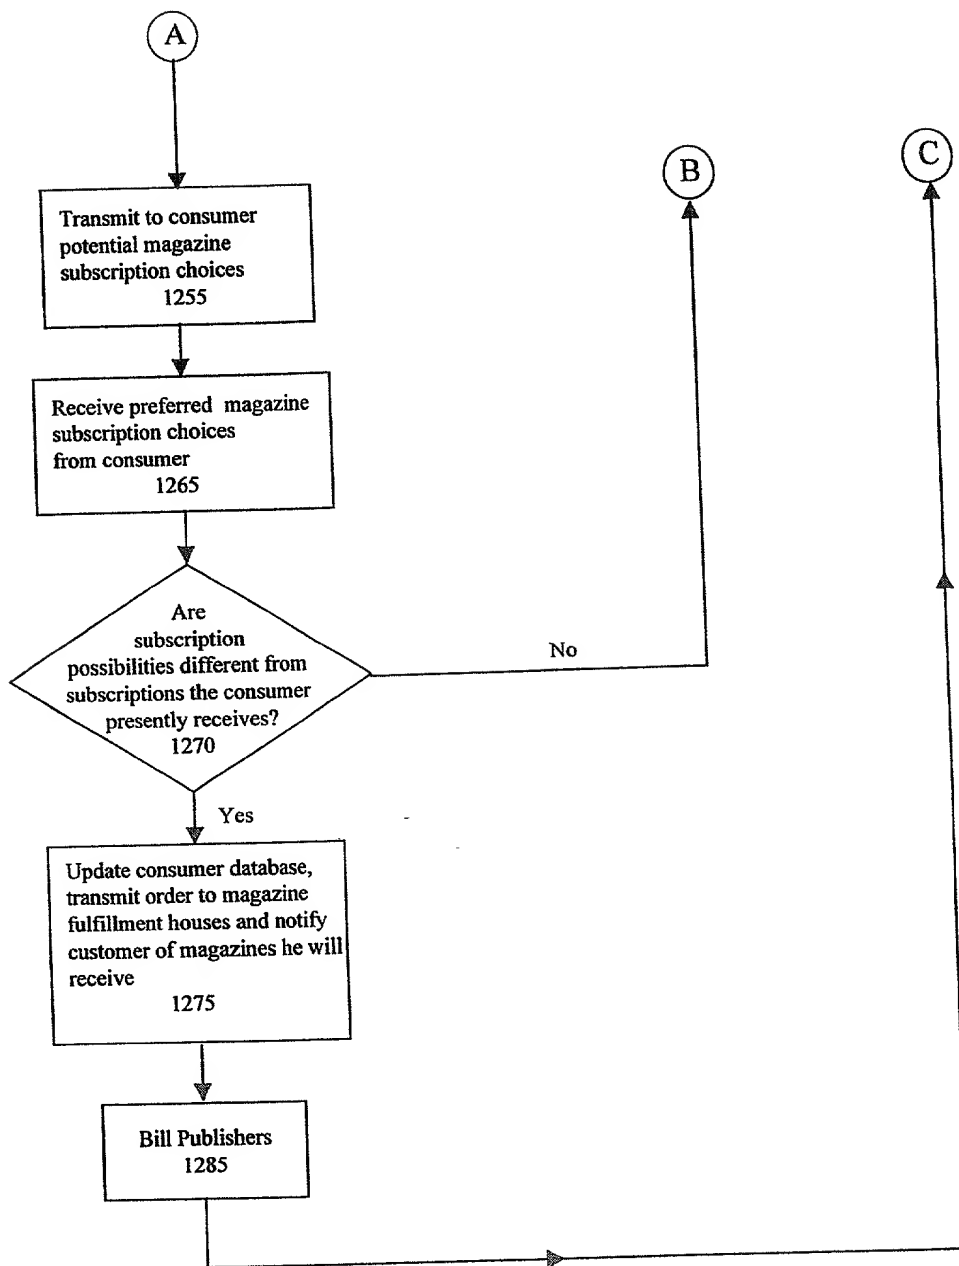 A
B
C
Transmit to consumer
potential magazine
subscription choices
1255
Receive preferred magazine
subscription choices
from consumer
1265
Are
subscription
possibilities different from
subscriptions the consumer
presently receives?
1270
No
Yes
Update consumer database,
transmit order to magazine
fulfillment houses and notify
customer of magazines he will
receive
1275
Bill Publishers
1285